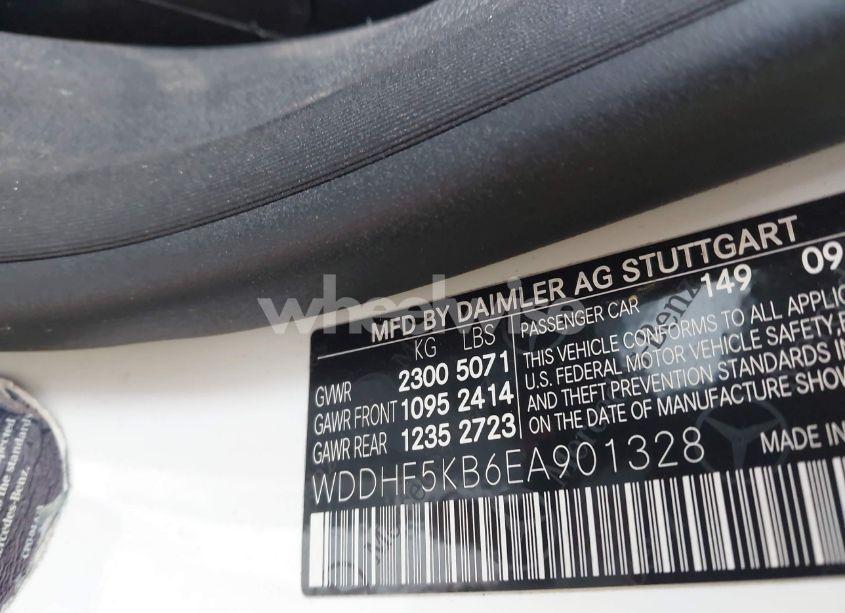 MFD BY DAIMLER AG STUTTGART
PASSENGER CAR 149 09
KG LBS
GVWR 2300 5071
GAWR FRONT 1095 2414
GAWR REAR 1235 2723
THIS VEHICLE CONFORMS TO ALL APPLIC
U.S. FEDERAL MOTOR VEHICLE SAFETY,
AND THEFT PREVENTION STANDARDS IN
ON THE DATE OF MANUFACTURE SHOW
WDDHF5KB6EA901328
MADE IN
the standard